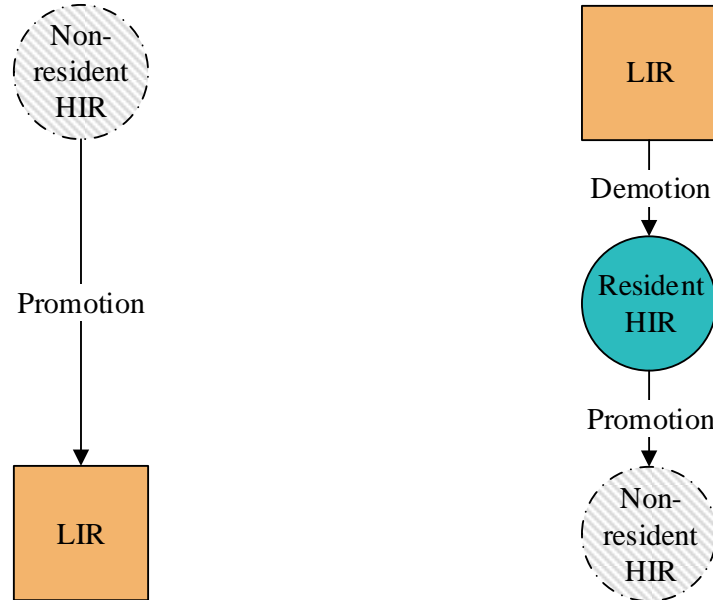 Non-
resident
HIR
Promotion
LIR
LIR
Demotion
Resident
HIR
Promotion
Non-
resident
HIR